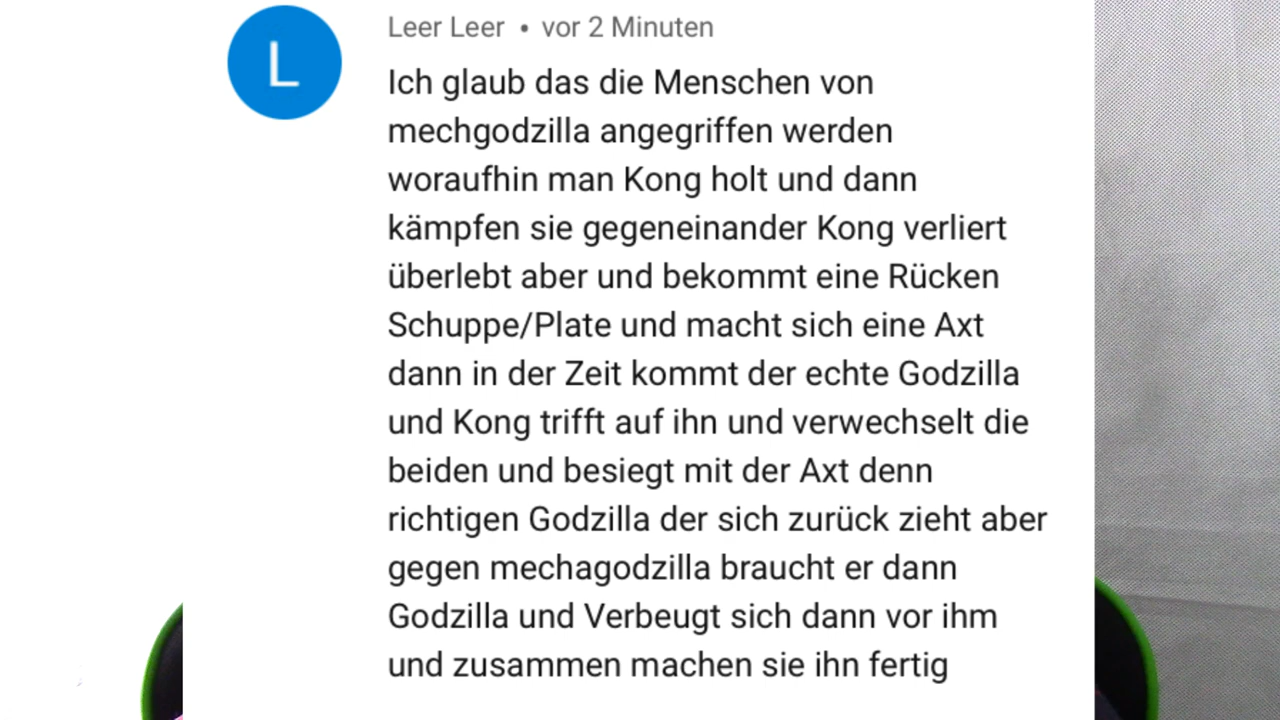 L
Leer Leer • vor 2 Minuten
Ich glaub das die Menschen von
mechgodzilla angegriffen werden
woraufhin man Kong holt und dann
kämpfen sie gegeneinander Kong verliert
überlebt aber und bekommt eine Rücken
Schuppe/Plate und macht sich eine Axt
dann in der Zeit kommt der echte Godzilla
und Kong trifft auf ihn und verwechselt die
beiden und besiegt mit der Axt denn
richtigen Godzilla der sich zurück zieht aber
gegen mechagodzilla braucht er dann
Godzilla und Verbeugt sich dann vor ihm
und zusammen machen sie ihn fertig